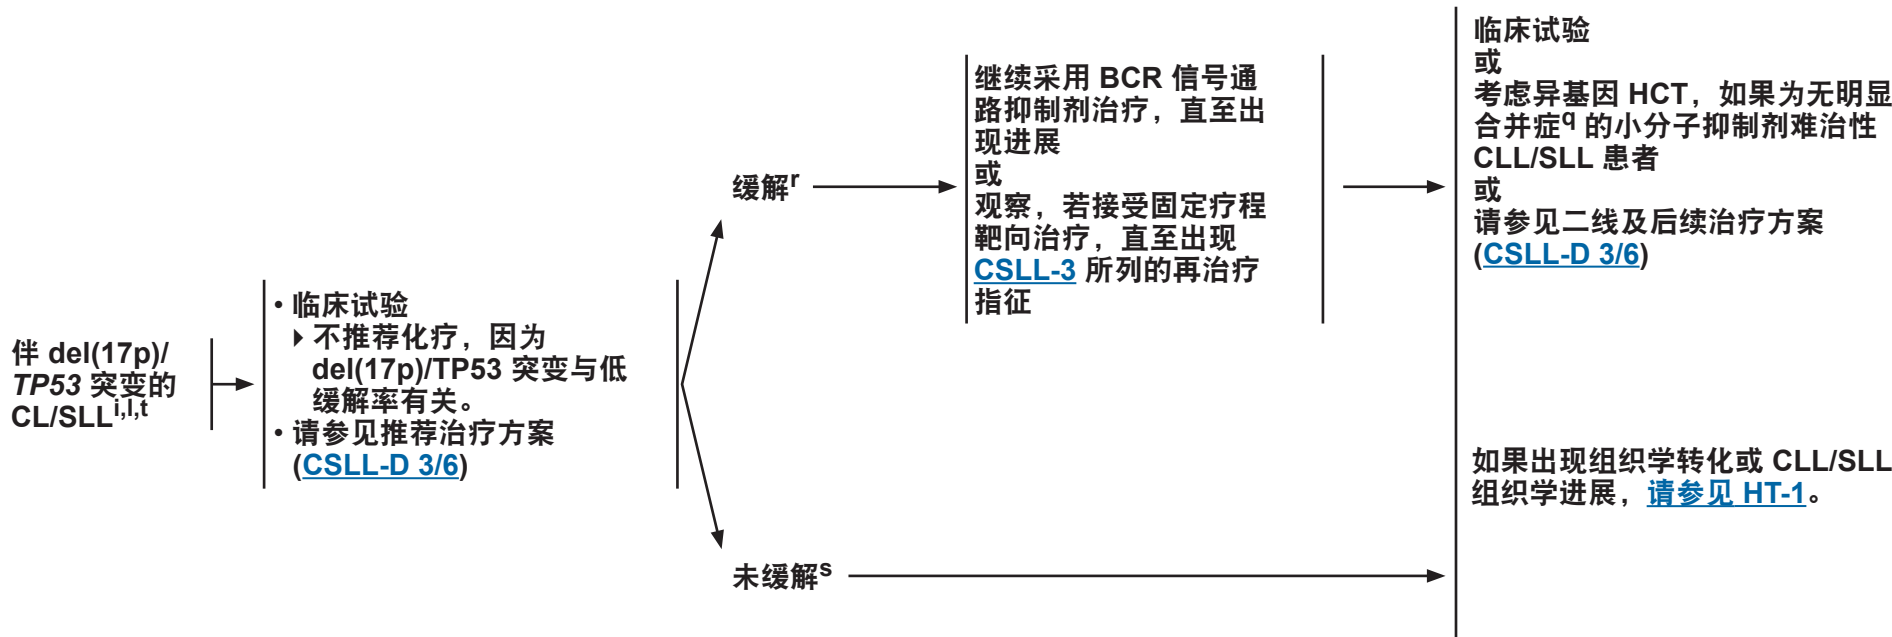 伴 del(17p)/
TP53 突变的
CL/SLLi,l,t
• 临床试验
▸ 不推荐化疗，因为
del(17p)/TP53 突变与低
缓解率有关。
• 请参见推荐治疗方案
(CSLL-D 3/6)
缓解r
未缓解s
继续采用 BCR 信号通
路抑制剂治疗，直至出
现进展
或
观察，若接受固定疗程
靶向治疗，直至出现
CSLL-3 所列的再治疗
指征
临床试验
或
考虑异基因 HCT，如果为无明显
合并症q 的小分子抑制剂难治性
CLL/SLL 患者
或
请参见二线及后续治疗方案
(CSLL-D 3/6)
如果出现组织学转化或 CLL/SLL
组织学进展，请参见 HT-1。